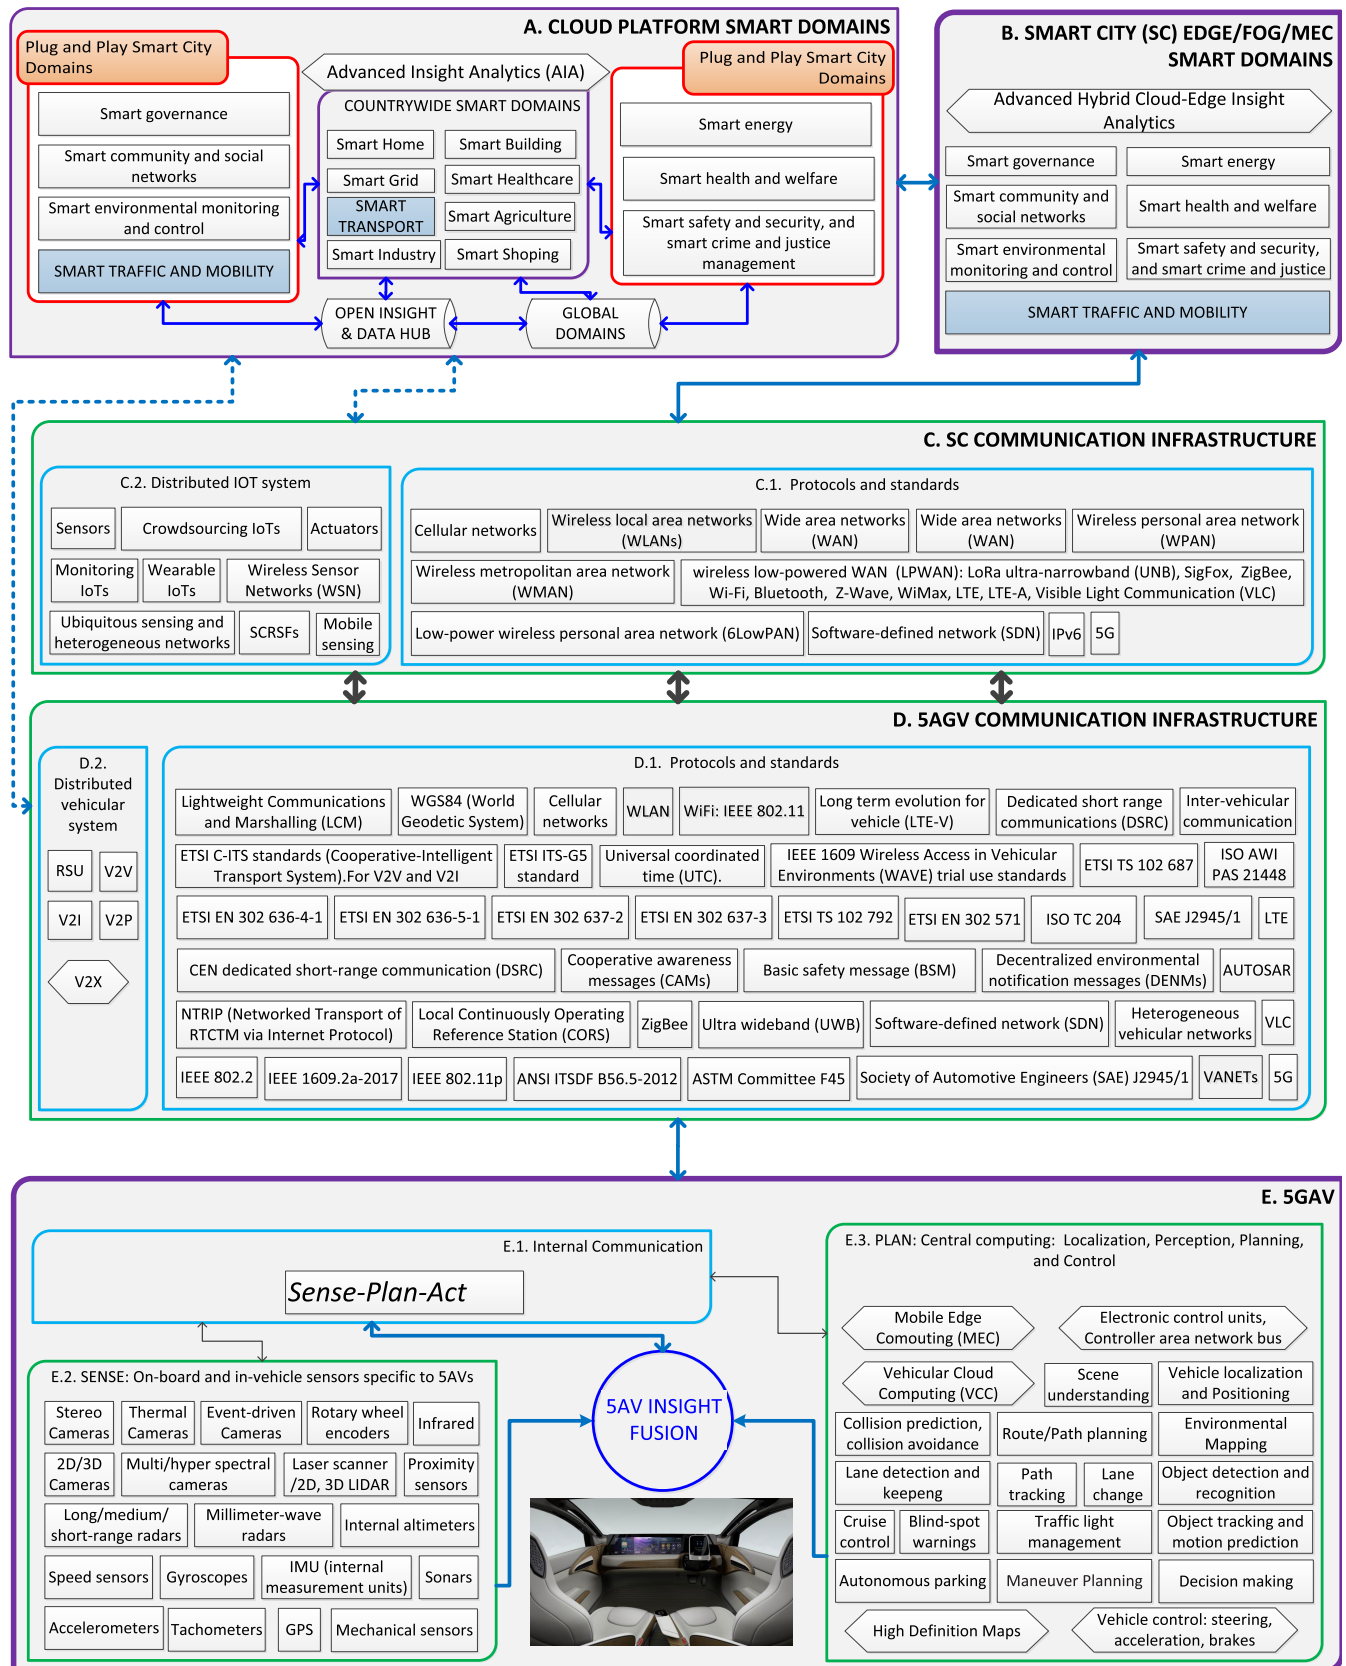 A. CLOUD PLATFORM SMART DOMAINS
Plug and Play Smart City
Domains
Smart governance
Smart community and social
networks
Smart environmental monitoring
and control
SMART TRAFFIC AND MOBILITY
Advanced Insight Analytics (AIA)
COUNTRYWIDE SMART DOMAINS
Smart Home
Smart Building
Smart Grid
Smart Healthcare
SMART
TRANSPORT
Smart Agriculture
Smart Industry
Smart Shoping
Plug and Play Smart City
Domains
Smart energy
Smart health and welfare
Smart safety and security, and
smart crime and justice
management
OPEN INSIGHT
& DATA HUB
GLOBAL
DOMAINS
B. SMART CITY (SC) EDGE/FOG/MEC
SMART DOMAINS
Advanced Hybrid Cloud-Edge Insight
Analytics
Smart governance
Smart energy
Smart community and
social networks
Smart health and welfare
Smart environmental
monitoring and control
Smart safety and security,
and smart crime and justice
SMART TRAFFIC AND MOBILITY
C. SC COMMUNICATION INFRASTRUCTURE
C.2. Distributed IOT system
Sensors
Crowdsourcing IoTs
Actuators
Monitoring
IoTs
Wearable
IoTs
Wireless Sensor
Networks (WSN)
Ubiquitous sensing and
heterogeneous networks
SCRSFs
Mobile
sensing
C.1.  Protocols and standards
Cellular networks
Wireless local area networks
(WLANs)
Wide area networks
(WAN)
Wide area networks
(WAN)
Wireless personal area network
(WPAN)
Wireless metropolitan area network
(WMAN)
wireless low-powered WAN  (LPWAN): LoRa ultra-narrowband (UNB), SigFox,  ZigBee,
Wi-Fi, Bluetooth,  Z-Wave, WiMax, LTE, LTE-A, Visible Light Communication (VLC)
Low-power wireless personal area network (6LowPAN)
Software-defined network (SDN)
IPv6
5G
D. 5AGV COMMUNICATION INFRASTRUCTURE
D.2.
Distributed
vehicular
system
RSU
V2V
V2I
V2P
V2X
D.1.  Protocols and standards
Lightweight Communications
and Marshalling (LCM)
WGS84 (World
Geodetic System)
Cellular
networks
WLAN
WiFi: IEEE 802.11
Long term evolution for
vehicle (LTE-V)
Dedicated short range
communications (DSRC)
Inter-vehicular
communication
ETSI C-ITS standards (Cooperative-Intelligent
Transport System).For V2V and V2I
ETSI ITS-G5
standard
Universal coordinated
time (UTC).
IEEE 1609 Wireless Access in Vehicular
Environments (WAVE) trial use standards
ETSI TS 102 687
ISO AWI
PAS 21448
ETSI EN 302 636-4-1
ETSI EN 302 636-5-1
ETSI EN 302 637-2
ETSI EN 302 637-3
ETSI TS 102 792
ETSI EN 302 571
ISO TC 204
SAE J2945/1
LTE
CEN dedicated short-range communication (DSRC)
Cooperative awareness
messages (CAMs)
Basic safety message (BSM)
Decentralized environmental
notification messages (DENMs)
AUTOSAR
NTRIP (Networked Transport of
RTCTM via Internet Protocol)
Local Continuously Operating
Reference Station (CORS)
ZigBee
Ultra wideband (UWB)
Software-defined network (SDN)
Heterogeneous
vehicular networks
VLC
IEEE 802.2
IEEE 1609.2a-2017
IEEE 802.11p
ANSI ITSDF B56.5-2012
ASTM Committee F45
Society of Automotive Engineers (SAE) J2945/1
VANETs
5G
E. 5GAV
E.1. Internal Communication
Sense-Plan-Act
E.2. SENSE: On-board and in-vehicle sensors specific to 5AVs
Stereo
Cameras
Thermal
Cameras
Event-driven
Cameras
Rotary wheel
encoders
Infrared
2D/3D
Cameras
Multi/hyper spectral
cameras
Laser scanner
/2D, 3D LIDAR
Proximity
sensors
Long/medium/
short-range radars
Millimeter-wave
radars
Internal altimeters
Speed sensors
Gyroscopes
IMU (internal
measurement units)
Sonars
Accelerometers
Tachometers
GPS
Mechanical sensors
5AV INSIGHT
FUSION
E.3. PLAN: Central computing:  Localization, Perception, Planning,
and Control
Mobile Edge
Comouting (MEC)
Electronic control units,
Controller area network bus
Vehicular Cloud
Computing (VCC)
Scene
understanding
Vehicle localization
and Positioning
Collision prediction,
collision avoidance
Route/Path planning
Environmental
Mapping
Lane detection and
keepeng
Path
tracking
Lane
change
Object detection and
recognition
Cruise
control
Blind-spot
warnings
Traffic light
management
Object tracking and
motion prediction
Autonomous parking
Maneuver Planning
Decision making
High Definition Maps
Vehicle control: steering,
acceleration, brakes